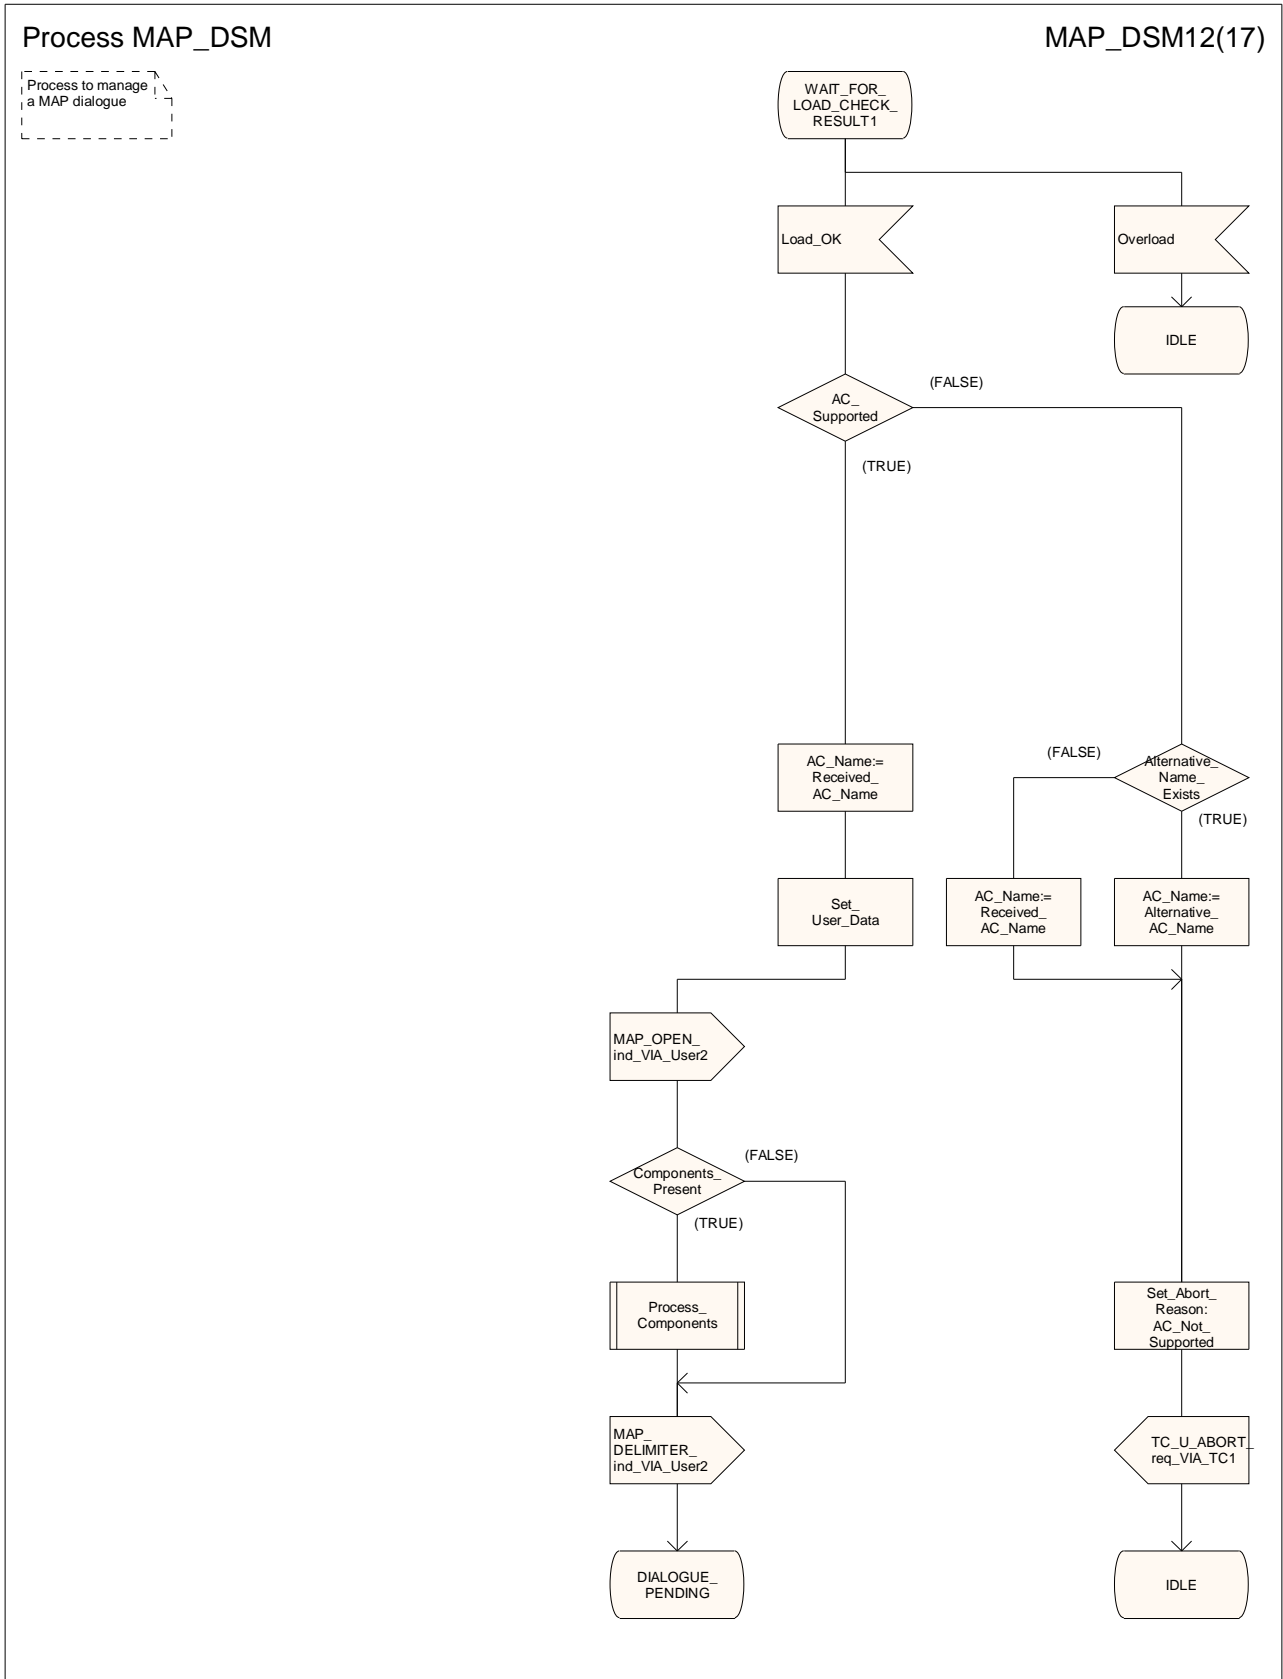 Process MAP_DSM
MAP_DSM12(17)
Process to manage
a MAP dialogue
WAIT_FOR_
LOAD_CHECK_
RESULT1
Load_OK
Overload
IDLE
AC_
Supported
(FALSE)
(TRUE)
AC_Name:=
Received_
AC_Name
(FALSE)
Alternative_
Name_
Exists
(TRUE)
Set_
User_Data
AC_Name:=
Received_
AC_Name
AC_Name:=
Alternative_
AC_Name
MAP_OPEN_
ind_VIA_User2
Components_
Present
(FALSE)
(TRUE)
Process_
Components
Set_Abort_
Reason:
AC_Not_
Supported
MAP_
DELIMITER_
ind_VIA_User2
TC_U_ABORT_
req_VIA_TC1
DIALOGUE_
PENDING
IDLE